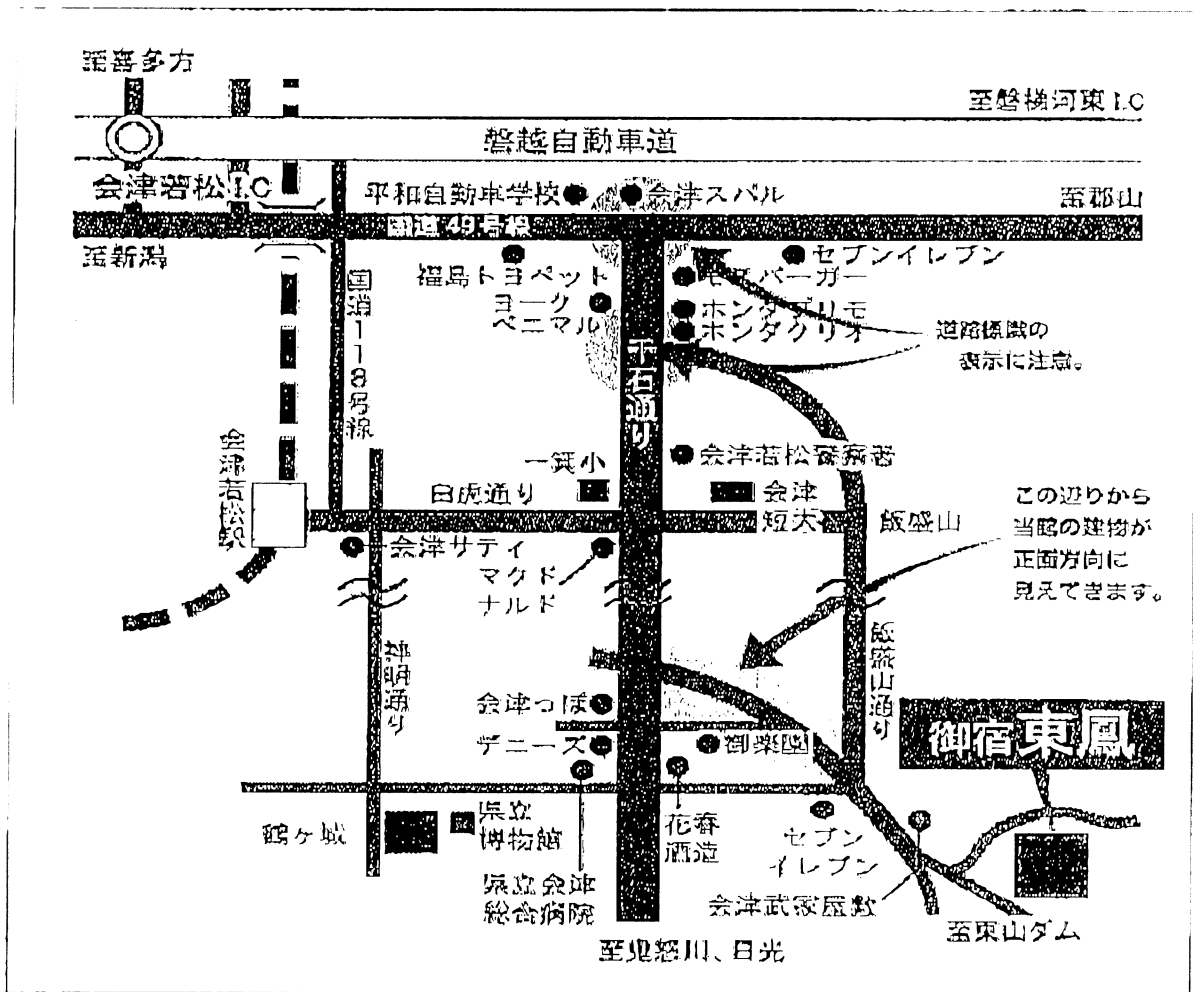 至喜多方
至磐梯河東I.C
磐越自動車道
会津若松I.C
平和自動車学校
会津スバル
至郡山
国道49号線
至新潟
福島トヨペット
セブンイレブン
モスバーガー
ヨーク
ベニマル
ホンダプリモ
ホンダクリオ
国道118号線
千石通り
道路標識の
表示に注意。
会津若松駅
一箕小
会津若松警察署
白虎通り
会津
短大
飯盛山
この辺りから
当館の建物が
正面方向に
見えてきます。
会津サティ
マクド
ナルド
神明通り
飯盛山通り
会津つぼ
デニーズ
御薬園
御宿東鳳
鶴ヶ城
県立
博物館
花春
酒造
セブン
イレブン
県立会津
総合病院
会津武家屋敷
至東山ダム
至鬼怒川、日光